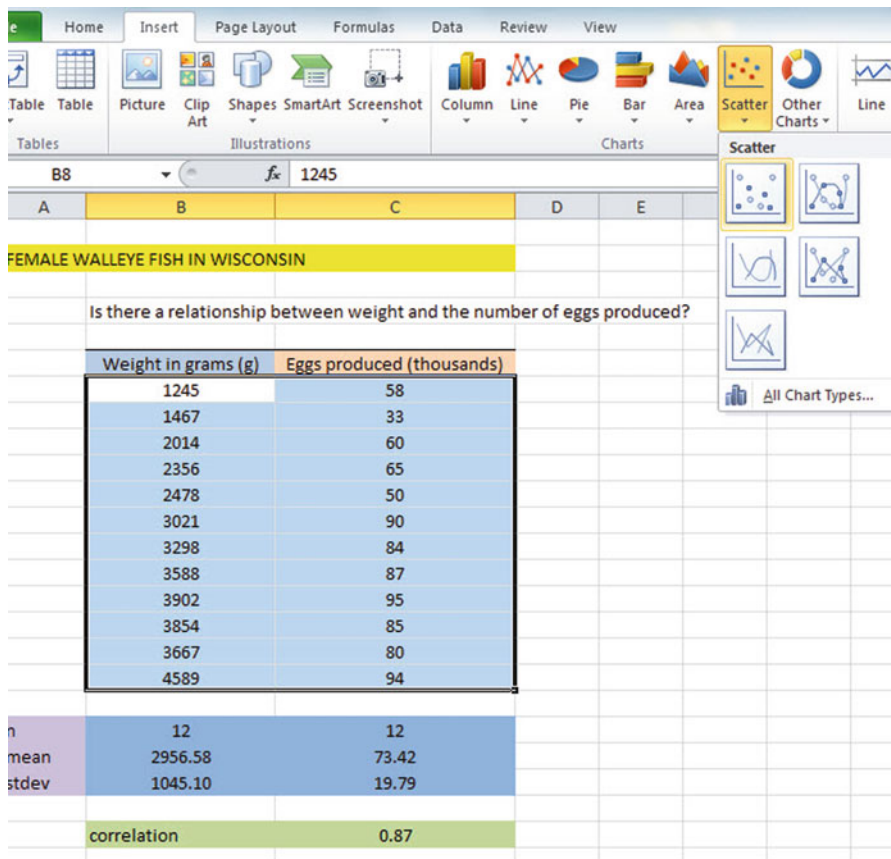 e Home Insert Page Layout Formulas Data Review View
Table Table Picture Clip Art Shapes SmartArt Screenshot Column Line Pie Bar Area Scatter Other Charts Line
Tables Illustrations Charts
Scatter
B8 fx 1245
A B C D E
FEMALE WALLEYE FISH IN WISCONSIN
Is there a relationship between weight and the number of eggs produced?
Weight in grams (g) Eggs produced (thousands)
1245 58
All Chart Types...
1467 33
2014 60
2356 65
2478 50
3021 90
3298 84
3588 87
3902 95
3854 85
3667 80
4589 94
n 12 12
mean 2956.58 73.42
stdev 1045.10 19.79
correlation 0.87